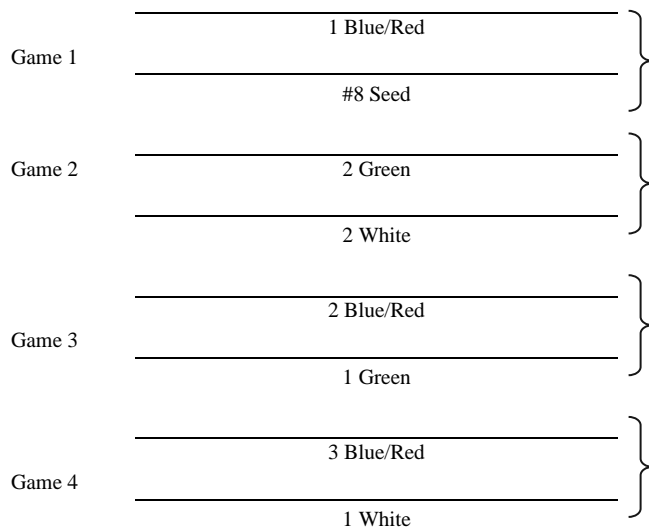 1 Blue/Red
Game 1
#8 Seed
Game 2
2 Green
2 White
2 Blue/Red
Game 3
1 Green
3 Blue/Red
Game 4
1 White